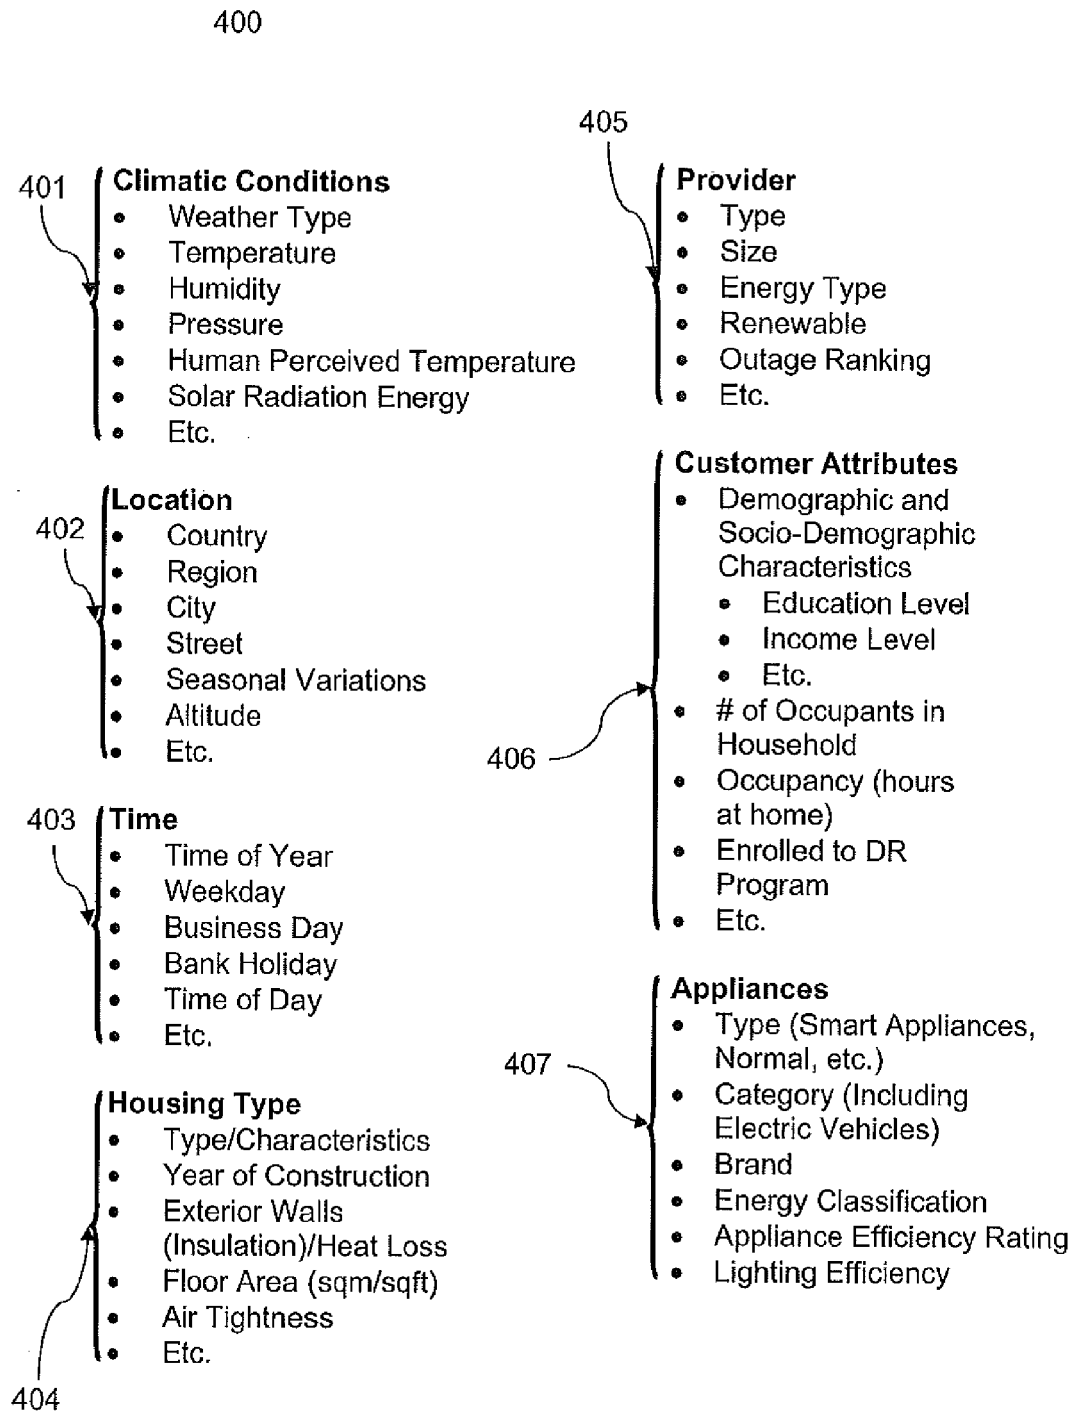 400
401
Climatic Conditions
• Weather Type
• Temperature
• Humidity
• Pressure
• Human Perceived Temperature
• Solar Radiation Energy
• Etc.
402
Location
• Country
• Region
• City
• Street
• Seasonal Variations
• Altitude
• Etc.
403
Time
• Time of Year
• Weekday
• Business Day
• Bank Holiday
• Time of Day
• Etc.
404
Housing Type
• Type/Characteristics
• Year of Construction
• Exterior Walls
(Insulation)/Heat Loss
• Floor Area (sqm/sqft)
• Air Tightness
• Etc.
405
Provider
• Type
• Size
• Energy Type
• Renewable
• Outage Ranking
• Etc.
406
Customer Attributes
• Demographic and
Socio-Demographic
Characteristics
• Education Level
• Income Level
• Etc.
• # of Occupants in
Household
• Occupancy (hours
at home)
• Enrolled to DR
Program
• Etc.
407
Appliances
• Type (Smart Appliances,
Normal, etc.)
• Category (Including
Electric Vehicles)
• Brand
• Energy Classification
• Appliance Efficiency Rating
• Lighting Efficiency